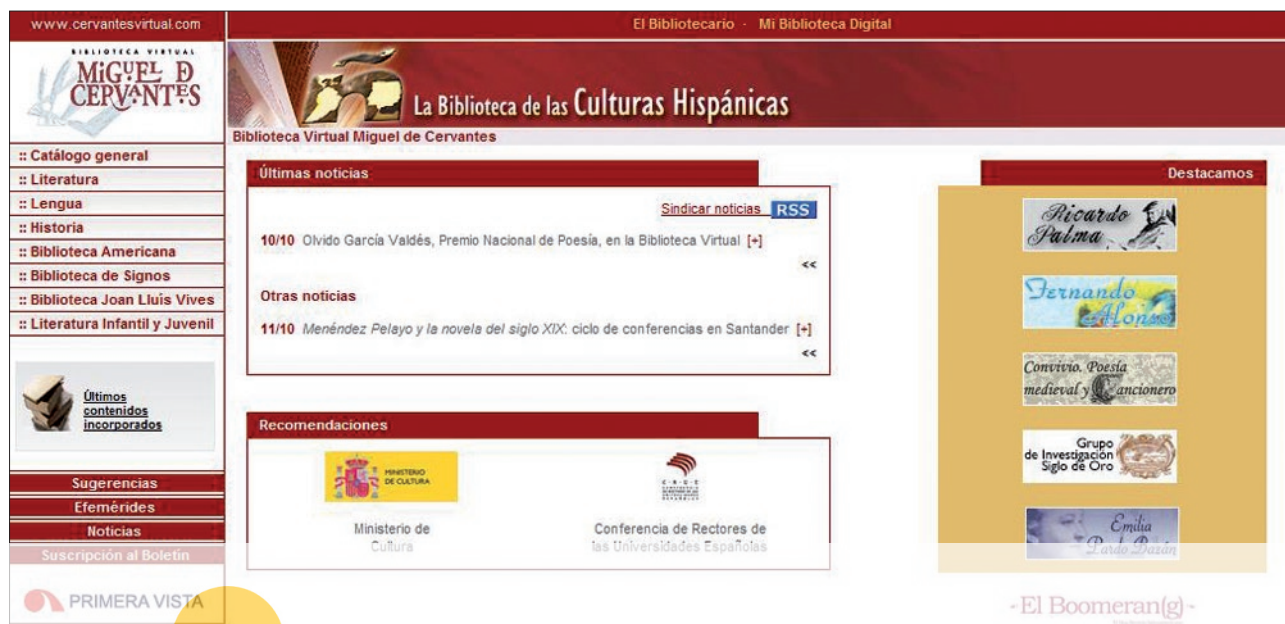 www.cervantesvirtual.com
El Bibliotecario - Mi Biblioteca Digital
BIBLIOTECA VIRTUAL
MiGUEL D
CERVANTES
La Biblioteca de las Culturas Hispánicas
Biblioteca Virtual Miguel de Cervantes
:: Catálogo general
:: Literatura
:: Lengua
:: Historia
:: Biblioteca Americana
:: Biblioteca de Signos
:: Biblioteca Joan Lluís Vives
:: Literatura Infantil y Juvenil
Últimos
contenidos
incorporados
Sugerencias
Efemérides
Noticias
Suscripción al Boletín
PRIMERA VISTA
Últimas noticias
Sindicar noticias RSS
10/10 Olvido García Valdés, Premio Nacional de Poesía, en la Biblioteca Virtual [+]
<<
Otras noticias
11/10 Menéndez Pelayo y la novela del siglo XIX: ciclo de conferencias en Santander [+]
<<
Recomendaciones
MINISTERIO
DE CULTURA
C·R·U·E
Ministerio de
Cultura
Conferencia de Rectores de
las Universidades Españolas
Destacamos
Ricardo
Palma
Fernando
Alonso
Convivio. Poesía
medieval y Cancionero
Grupo
de Investigación
Siglo de Oro
Emilia
Pardo Bazán
-El Boomeran(g)-